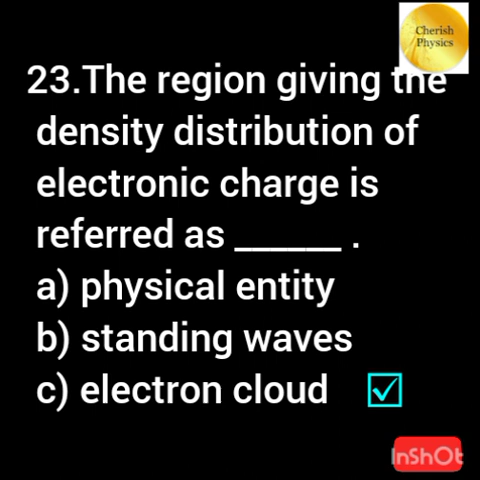 Cherish
Physics
23.The region giving the
density distribution of
electronic charge is
referred as ______ .
a) physical entity
b) standing waves
c) electron cloud ☑
InShOt